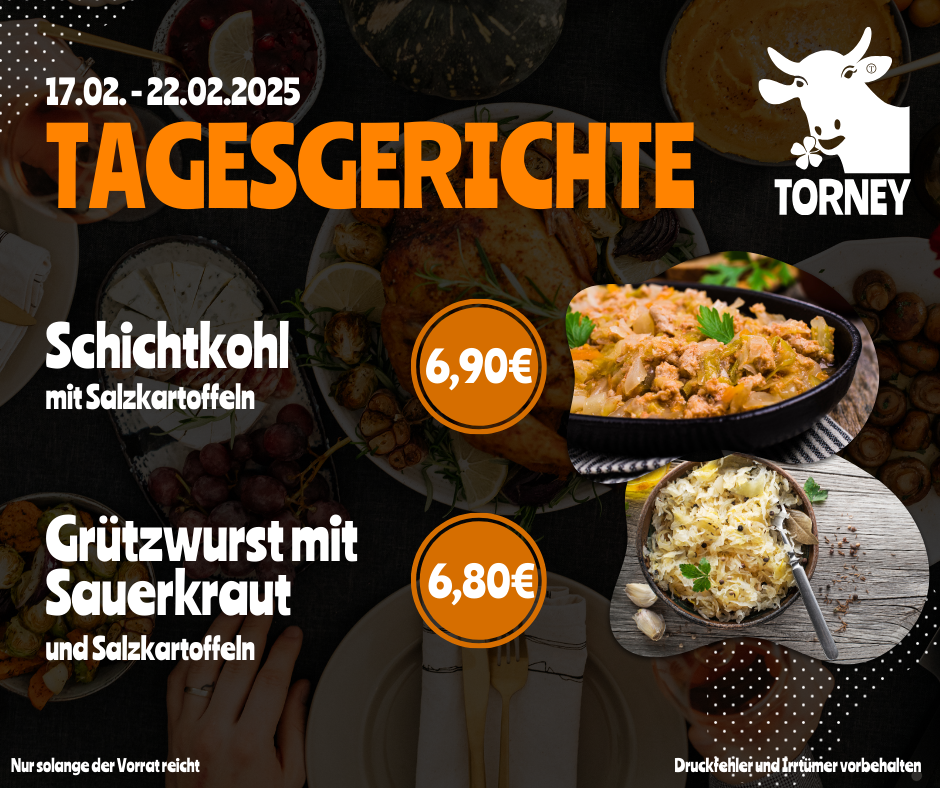 17.02. - 22.02.2025
TAGESGERICHTE
T
TORNEY
Schichtkohl
mit Salzkartoffeln
6,90€
Grützwurst mit
Sauerkraut
und Salzkartoffeln
6,80€
Nur solange der Vorrat reicht
Druckfehler und Irrtümer vorbehalten